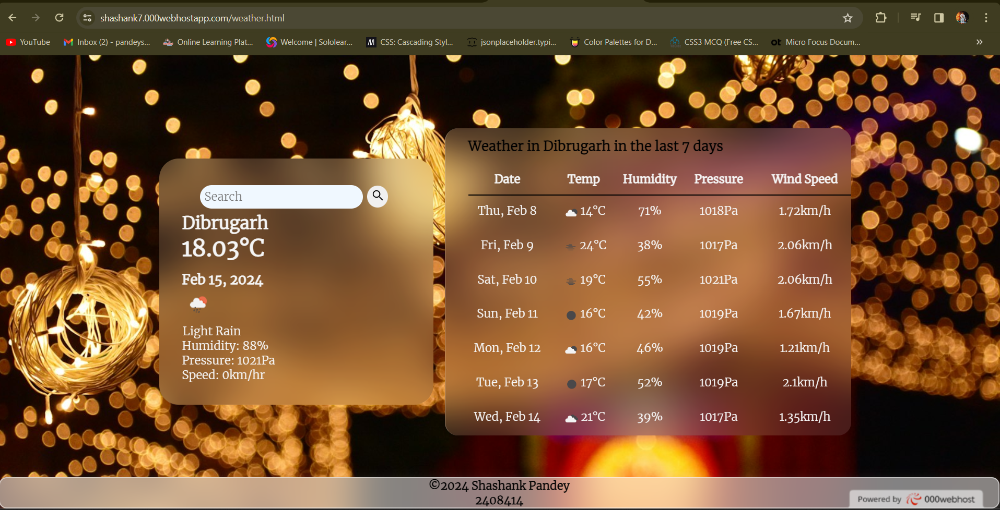 shashank7.000webhostapp.com/weather.html
YouTube
Inbox (2) - pandeys...
Online Learning Plat...
Welcome | Sololear...
CSS: Cascading Styl...
jsonplaceholder.typi...
Color Palettes for D...
CSS3 MCQ (Free CS...
Micro Focus Docum...
Search
Dibrugarh
18.03°C
Feb 15, 2024
Light Rain
Humidity: 88%
Pressure: 1021Pa
Speed: 0km/hr
Weather in Dibrugarh in the last 7 days
Date Temp Humidity Pressure Wind Speed
Thu, Feb 8 14°C 71% 1018Pa 1.72km/h
Fri, Feb 9 24°C 38% 1017Pa 2.06km/h
Sat, Feb 10 19°C 55% 1021Pa 2.06km/h
Sun, Feb 11 16°C 42% 1019Pa 1.67km/h
Mon, Feb 12 16°C 46% 1019Pa 1.21km/h
Tue, Feb 13 17°C 52% 1019Pa 2.1km/h
Wed, Feb 14 21°C 39% 1017Pa 1.35km/h
©2024 Shashank Pandey
2408414
Powered by 000webhost